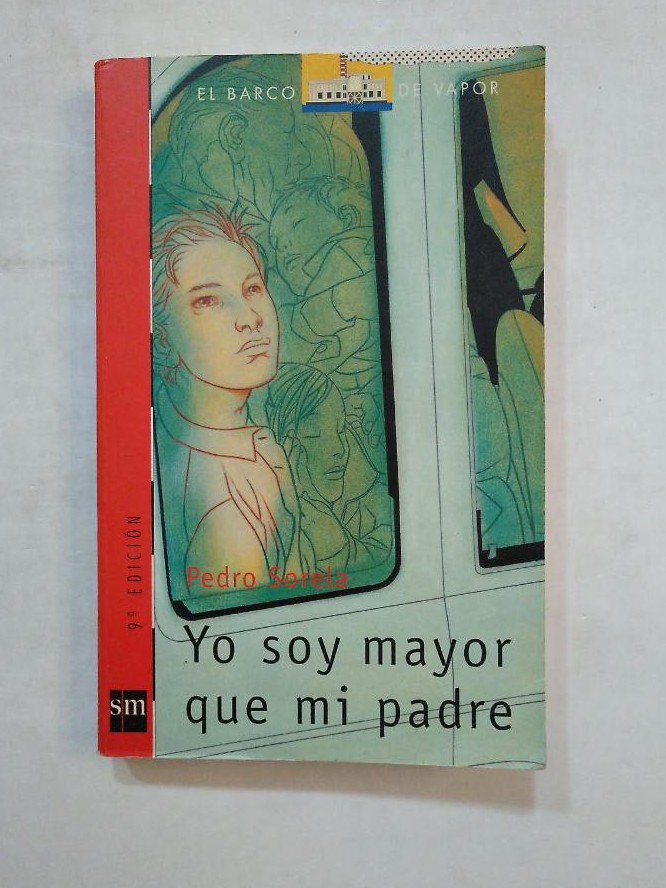 EL BARCO DE VAPOR
Pedro Sorela
Yo soy mayor
que mi padre
9ª EDICIÓN
sm